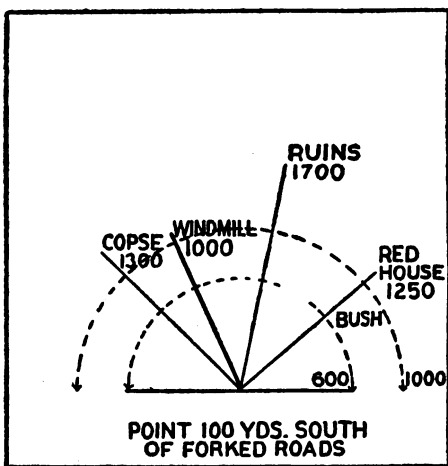 RUINS
1700
COPSE
1300
WINDMILL
1000
RED
HOUSE
1250
BUSH
600
1000
POINT 100 YDS. SOUTH
OF FORKED ROADS